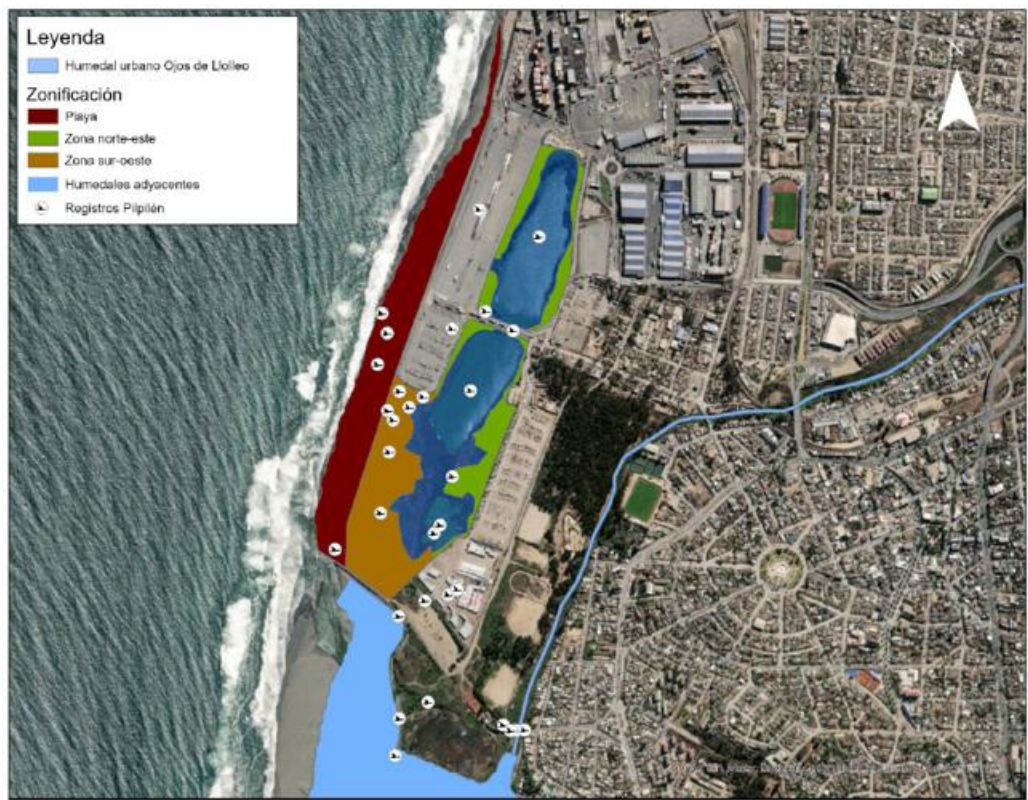 Leyenda
Humedal urbano Ojos de Llolleo
Zonificación
Playa
Zona norte-este
Zona sur-oeste
Humedales adyacentes
Registros Pilpilén